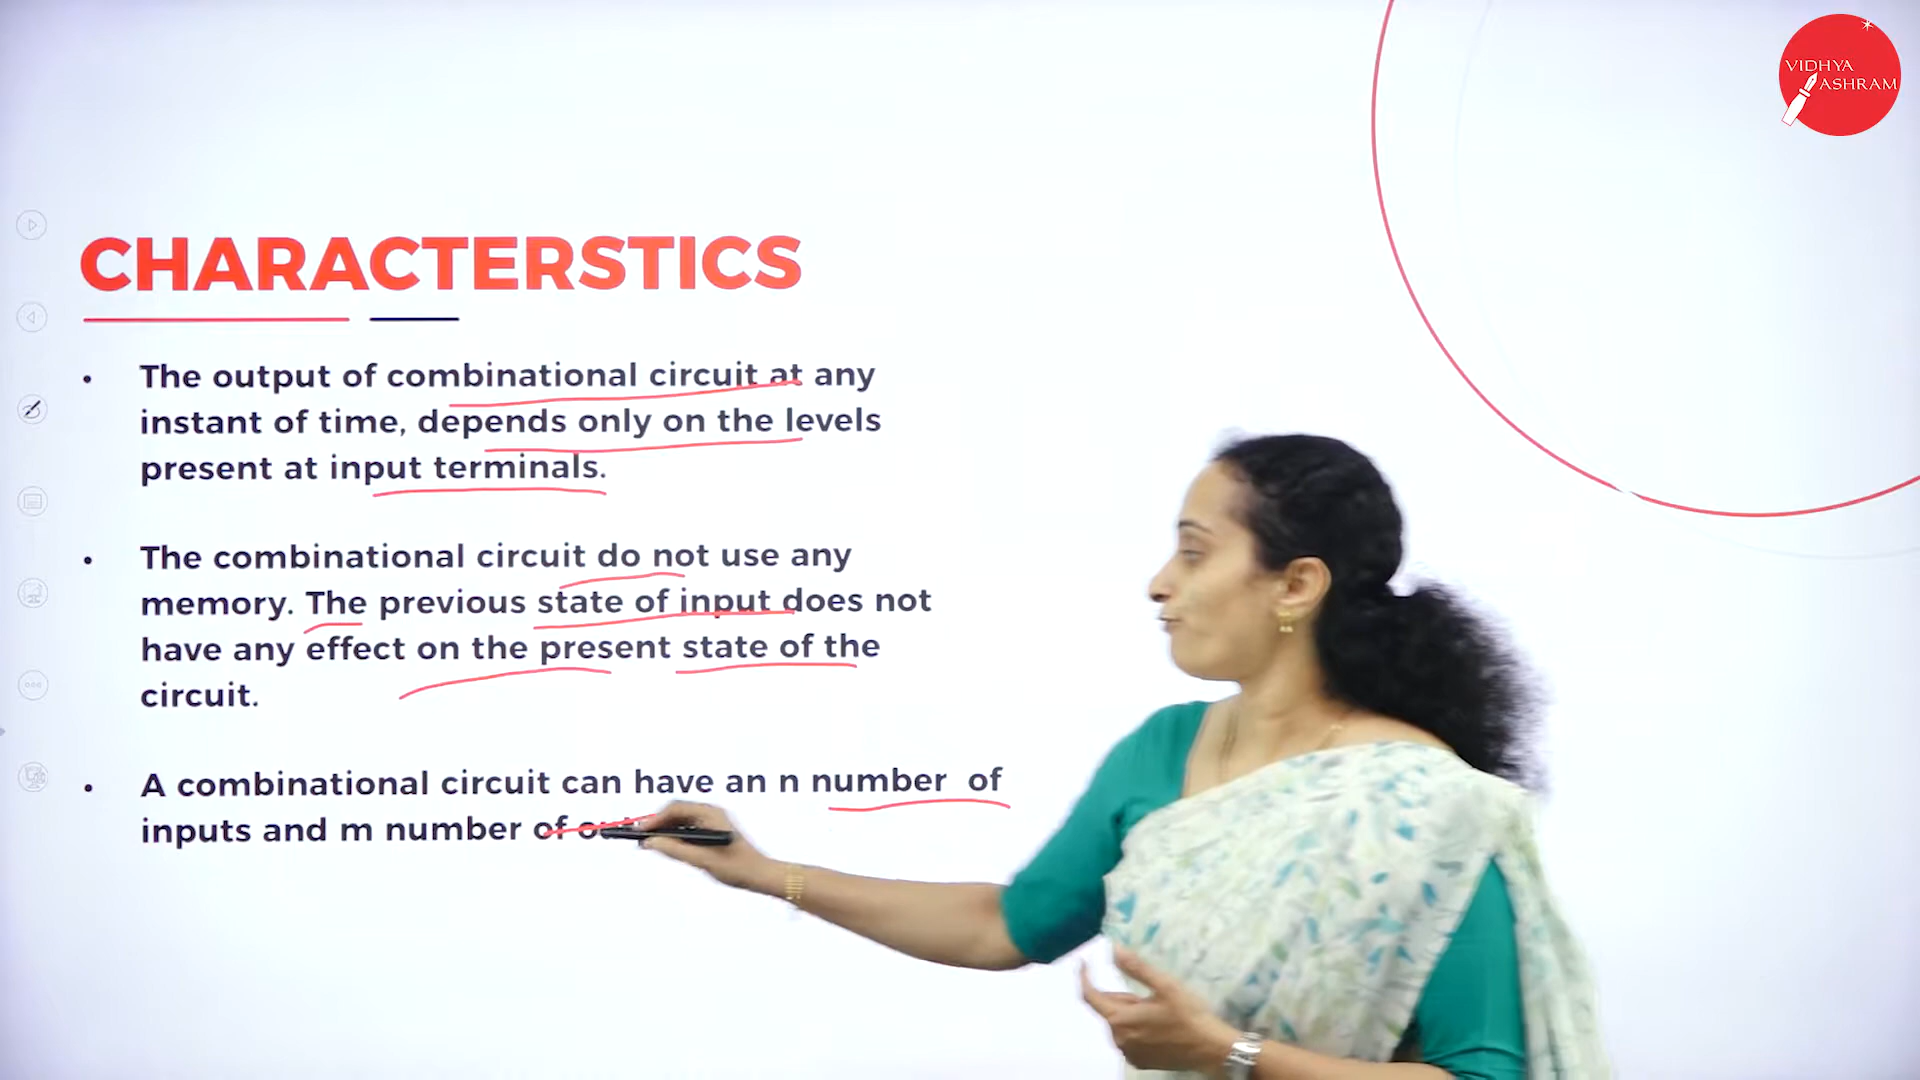 VIDHYA
ASHRAM
CHARACTERSTICS
• The output of combinational circuit at any
instant of time, depends only on the levels
present at input terminals.
• The combinational circuit do not use any
memory. The previous state of input does not
have any effect on the present state of the
circuit.
• A combinational circuit can have an n number of
inputs and m number of